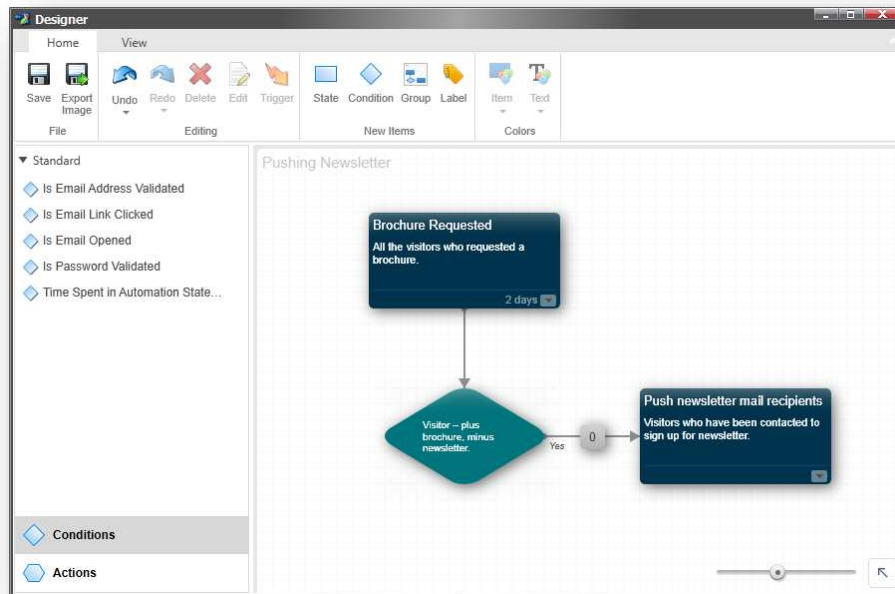 Designer
Home View
Save Export Image Undo Redo Delete Edit Trigger State Condition Group Label Item Text
File Editing New Items Colors
Standard
Is Email Address Validated
Is Email Link Clicked
Is Email Opened
Is Password Validated
Time Spent in Automation State...
Conditions
Actions
Pushing Newsletter
Brochure Requested
All the visitors who requested a
brochure.
2 days
Visitor – plus
brochure, minus
newsletter.
Yes
0
Push newsletter mail recipients
Visitors who have been contacted to
sign up for newsletter.